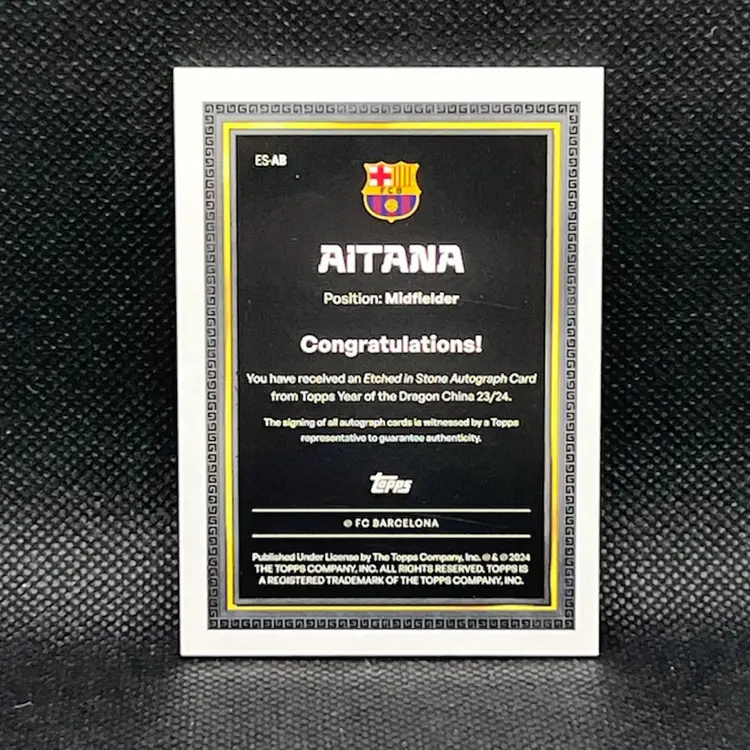 ES-AB
FCB
AITANA
Position: Midfielder
Congratulations!
You have received an Etched in Stone Autograph Card
from Topps Year of the Dragon China 23/24.
The signing of all autograph cards is witnessed by a Topps
representative to guarantee authenticity.
topps
© FC BARCELONA
Published Under License by The Topps Company, Inc. ® & © 2024
THE TOPPS COMPANY, INC. ALL RIGHTS RESERVED. TOPPS IS
A REGISTERED TRADEMARK OF THE TOPPS COMPANY, INC.